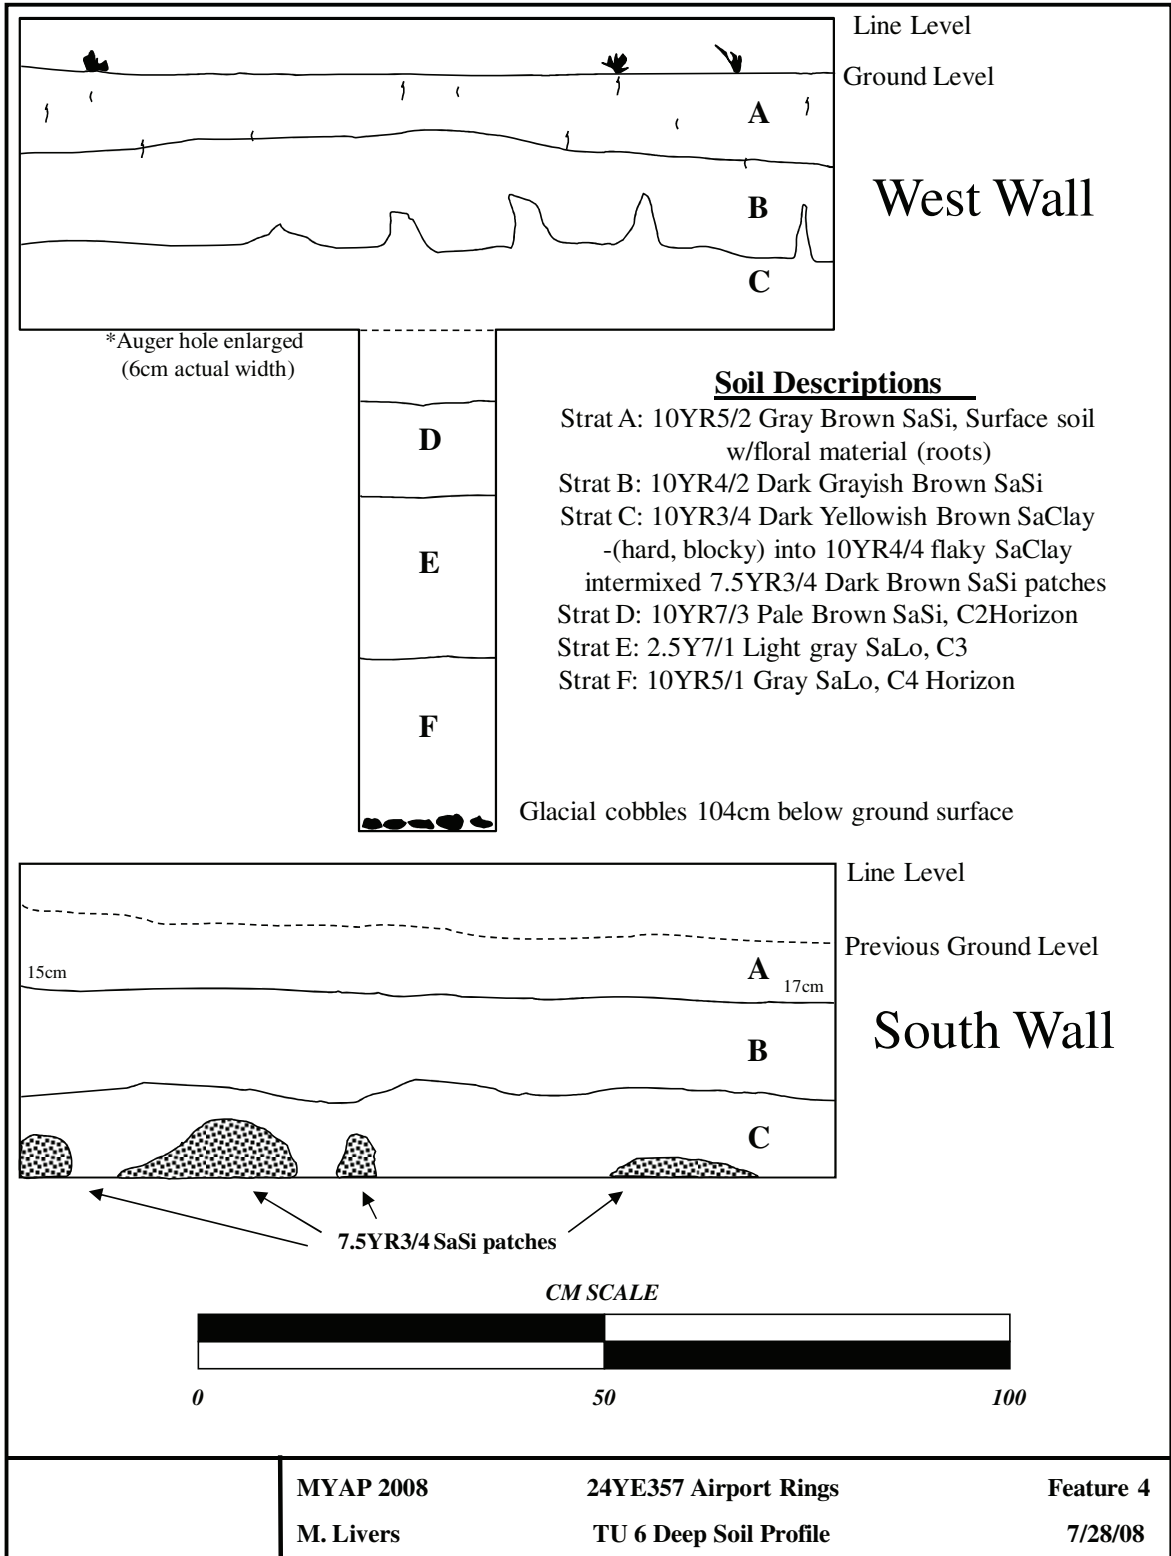 Line Level
Ground Level
A
West Wall
B
C
*Auger hole enlarged
(6cm actual width)
Soil Descriptions
Strat A: 10YR5/2 Gray Brown SaSi, Surface soil
w/floral material (roots)
Strat B: 10YR4/2 Dark Grayish Brown SaSi
Strat C: 10YR3/4 Dark Yellowish Brown SaClay
-(hard, blocky) into 10YR4/4 flaky SaClay
intermixed 7.5YR3/4 Dark Brown SaSi patches
Strat D: 10YR7/3 Pale Brown SaSi, C2Horizon
Strat E: 2.5Y7/1 Light gray SaLo, C3
Strat F: 10YR5/1 Gray SaLo, C4 Horizon
D
E
F
Glacial cobbles 104cm below ground surface
Line Level
Previous Ground Level
A
15cm
17cm
South Wall
B
C
7.5YR3/4 SaSi patches
CM SCALE
0 50 100
MYAP 2008 24YE357 Airport Rings Feature 4
M. Livers TU 6 Deep Soil Profile 7/28/08